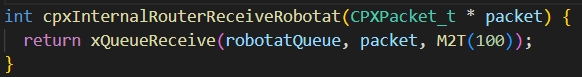 int cpxInternalRouterReceiveRobotat(CPXPacket_t * packet) {
  return xQueueReceive(robotatQueue, packet, M2T(100));
}